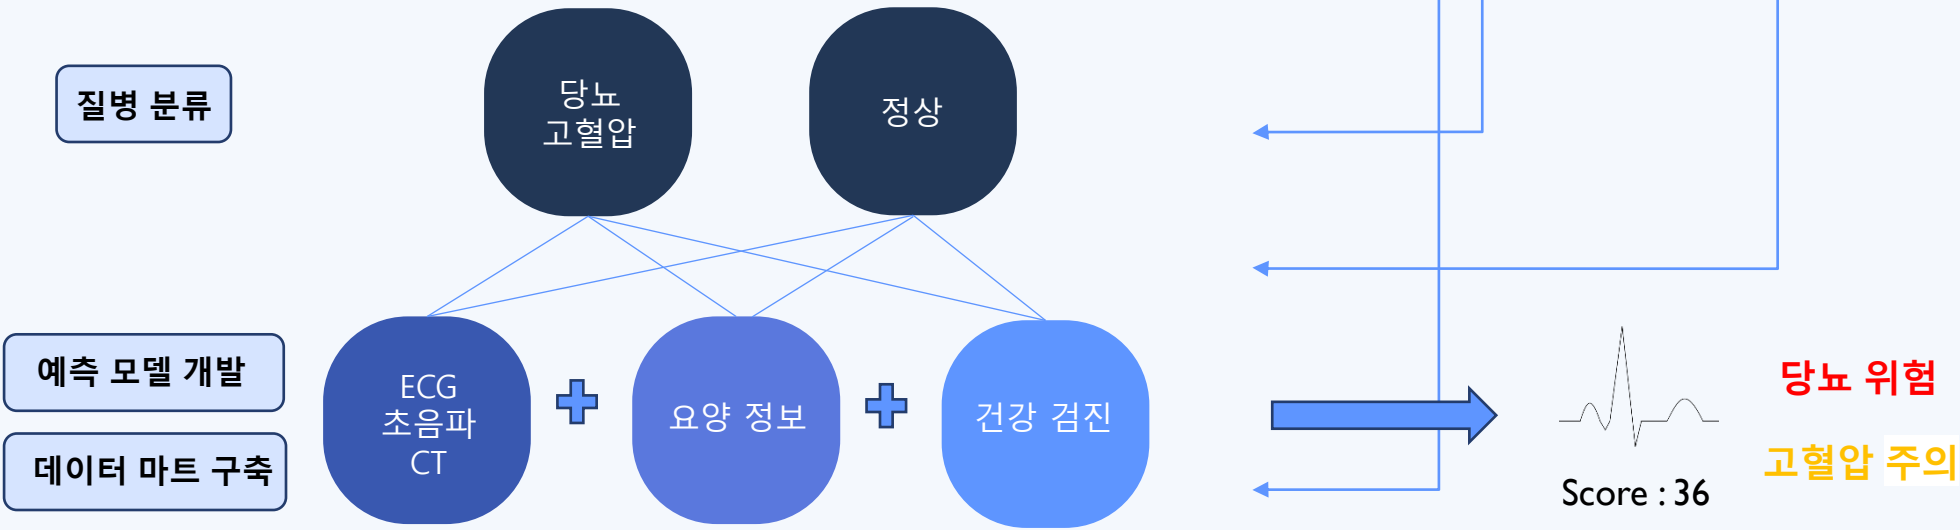 질병 분류
당뇨
고혈압
정상
예측 모델 개발
데이터 마트 구축
ECG
초음파
CT
요양 정보
건강 검진
Score : 36
당뇨 위험
고혈압 주의